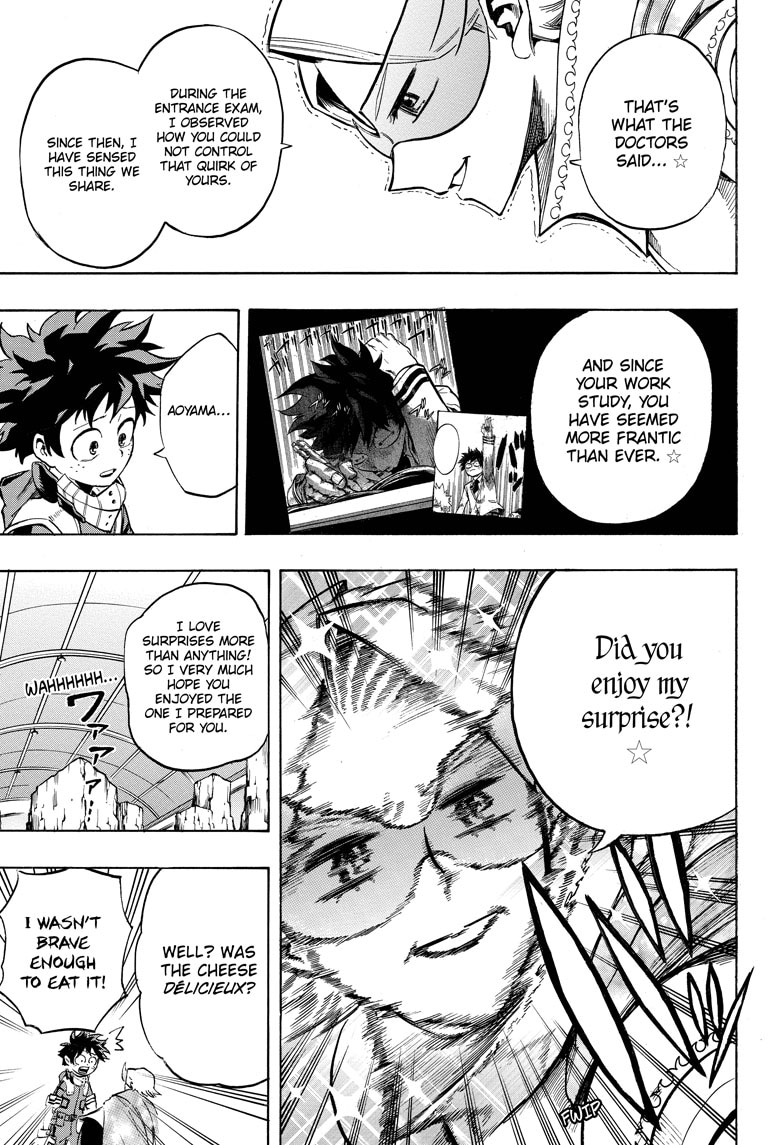 THAT'S
WHAT THE
DOCTORS
SAID... ☆
DURING THE
ENTRANCE EXAM,
I OBSERVED
HOW YOU COULD
NOT CONTROL
THAT QUIRK OF
YOURS.
SINCE THEN, I
HAVE SENSED
THIS THING WE
SHARE.
AND SINCE
YOUR WORK
STUDY, YOU
HAVE SEEMED
MORE FRANTIC
THAN EVER. ☆
AOYAMA...
Did you
enjoy my
surprise?!
☆
FWIP
I LOVE
SURPRISES MORE
THAN ANYTHING!
SO I VERY MUCH
HOPE YOU
ENJOYED THE
ONE I PREPARED
FOR YOU.
WAHHHHHH...
ワァァァ…
WELL? WAS
THE CHEESE
DÉLICIEUX?
I WASN'T
BRAVE
ENOUGH
TO EAT IT!